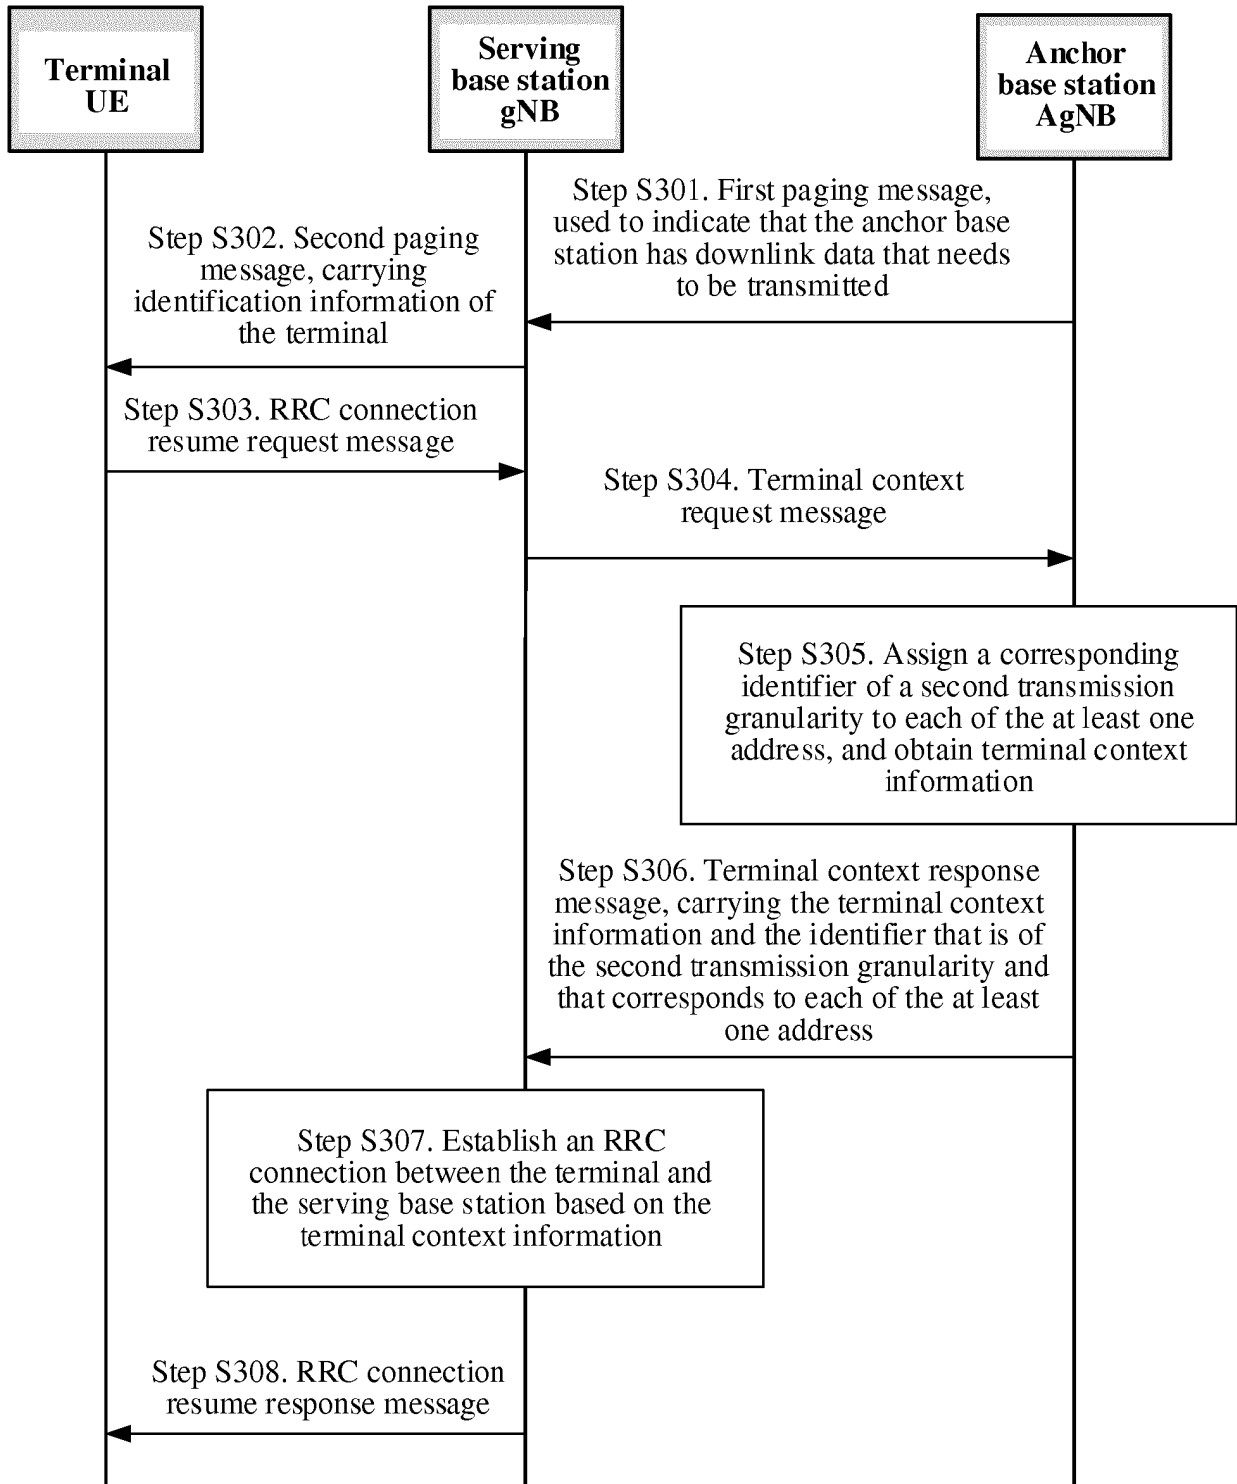 Terminal
UE
Serving
base station
gNB
Anchor
base station
AgNB
Step S301. First paging message,
used to indicate that the anchor base
station has downlink data that needs
to be transmitted
Step S302. Second paging
message, carrying
identification information of
the terminal
Step S303. RRC connection
resume request message
Step S304. Terminal context
request message
Step S305. Assign a corresponding
identifier of a second transmission
granularity to each of the at least one
address, and obtain terminal context
information
Step S306. Terminal context response
message, carrying the terminal context
information and the identifier that is of
the second transmission granularity and
that corresponds to each of the at least
one address
Step S307. Establish an RRC
connection between the terminal and
the serving base station based on the
terminal context information
Step S308. RRC connection
resume response message